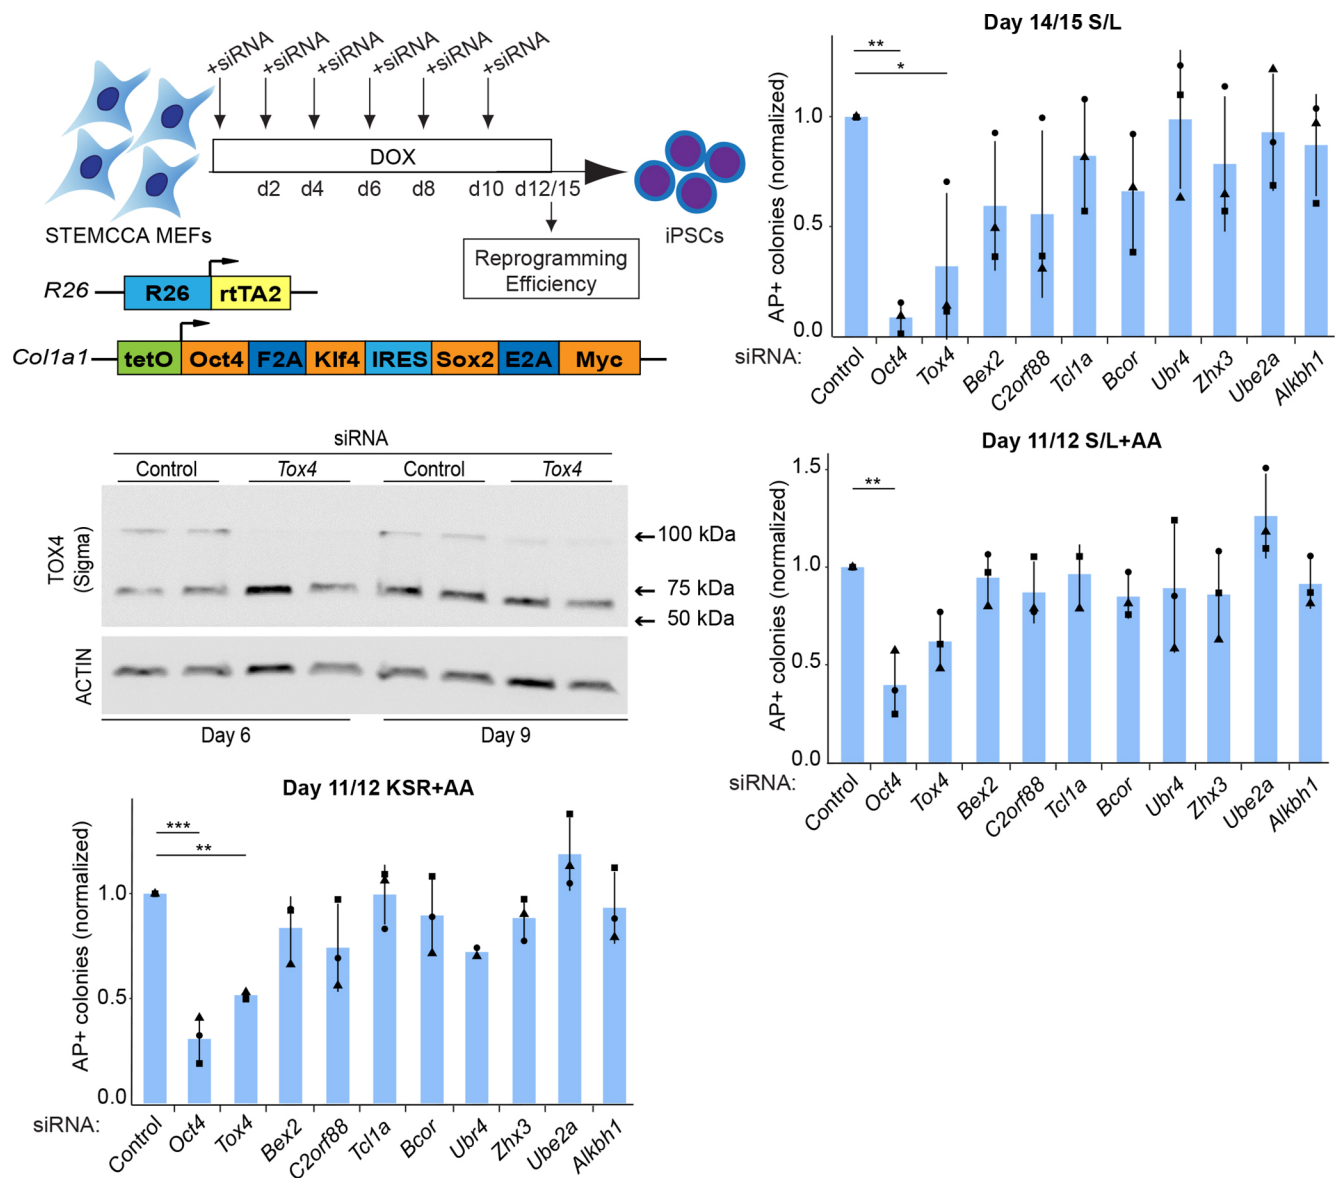 +siRNA +siRNA +siRNA +siRNA +siRNA +siRNA
DOX
d2 d4 d6 d8 d10 d12/15
STEMCCA MEFs
iPSCs
Reprogramming
Efficiency
R26 R26 rtTA2
Col1a1 tetO Oct4 F2A Klf4 IRES Sox2 E2A Myc
Day 14/15 S/L
** 
*
AP+ colonies (normalized)
1.0
0.5
0.0
siRNA:
Control Oct4 Tox4 Bex2 C2orf88 Tcl1a Bcor Ubr4 Zhx3 Ube2a Alkbh1
siRNA
Control Tox4 Control Tox4
TOX4
(Sigma)
←100 kDa
←75 kDa
← 50 kDa
ACTIN
Day 6 Day 9
Day 11/12 S/L+AA
**
AP+ colonies (normalized)
1.5
1.0
0.5
0.0
siRNA:
Control Oct4 Tox4 Bex2 C2orf88 Tcl1a Bcor Ubr4 Zhx3 Ube2a Alkbh1
Day 11/12 KSR+AA
***
**
AP+ colonies (normalized)
1.0
0.5
0.0
siRNA:
Control Oct4 Tox4 Bex2 C2orf88 Tcl1a Bcor Ubr4 Zhx3 Ube2a Alkbh1